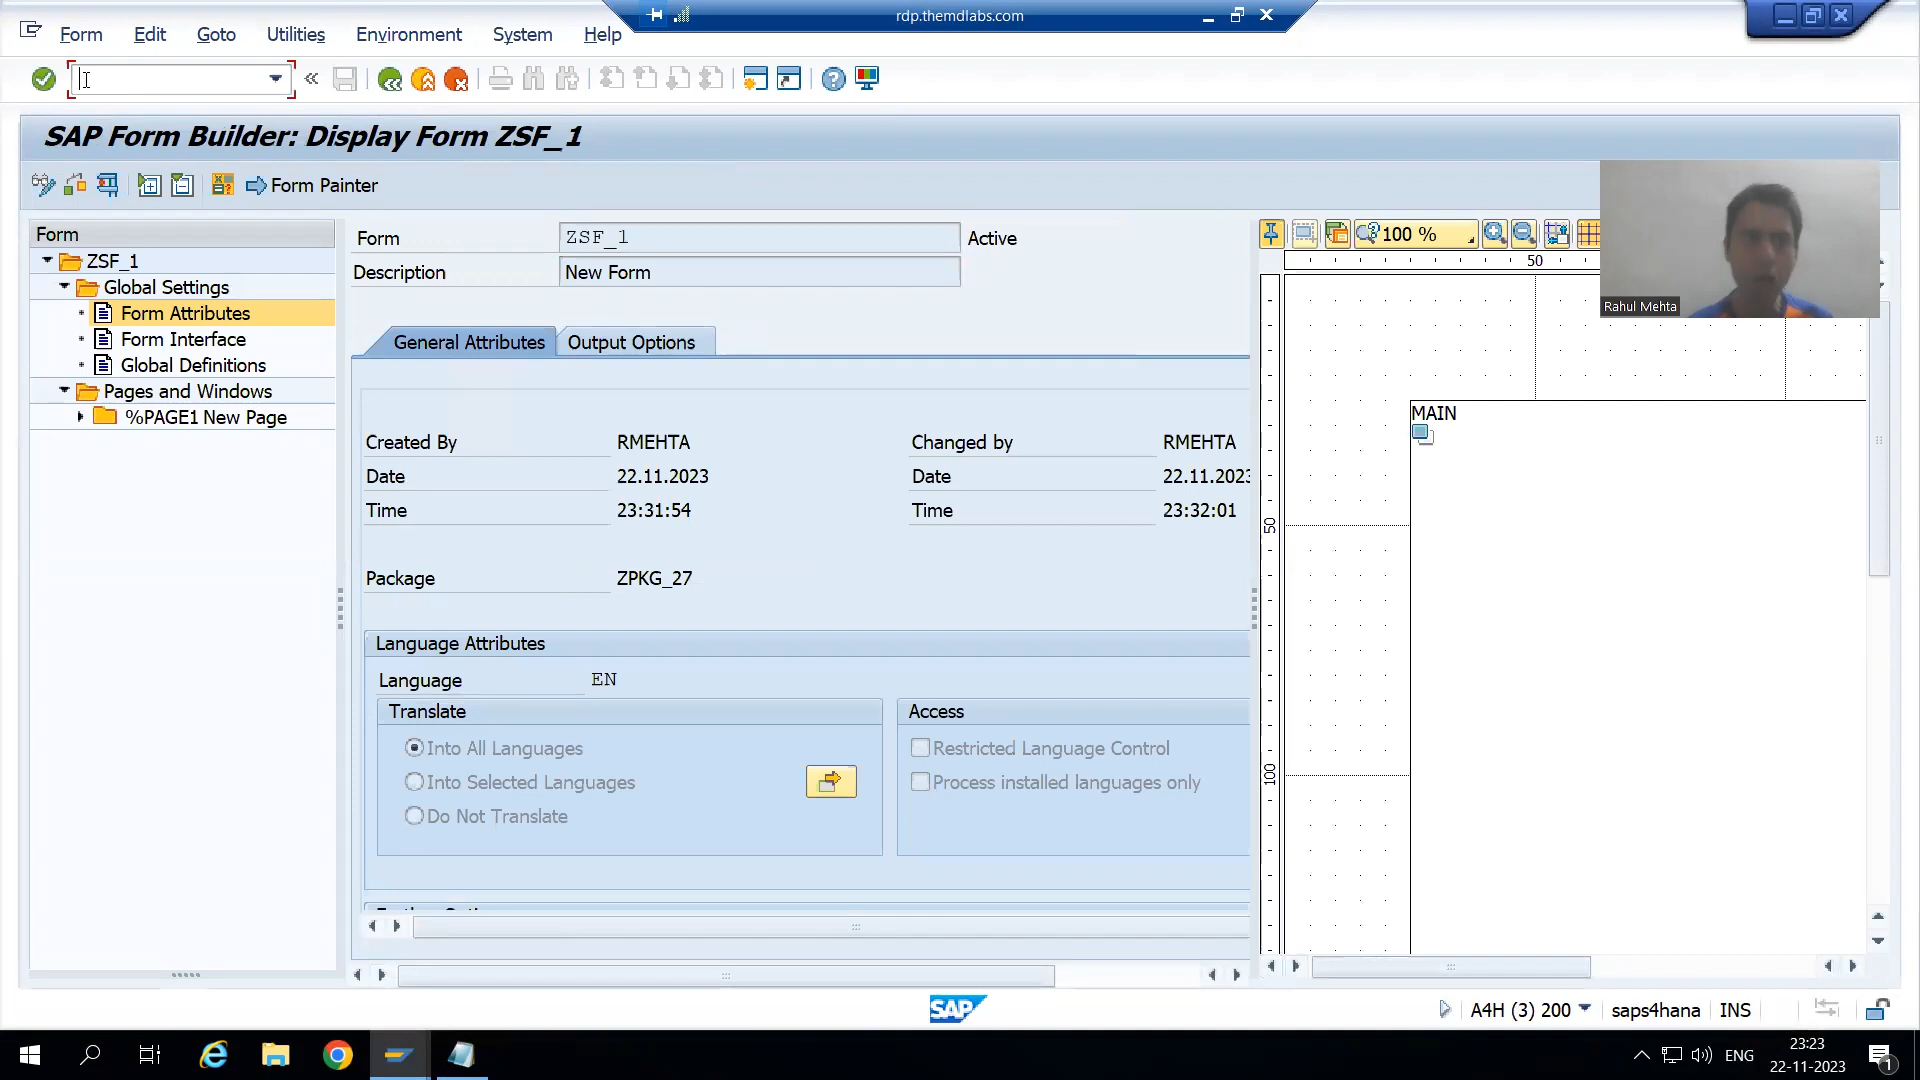 rdp.themdlabs.com
Form Edit Goto Utilities Environment System Help
SAP Form Builder: Display Form ZSF_1
Form Painter
Form
ZSF_1
Global Settings
Form Attributes
Form Interface
Global Definitions
Pages and Windows
%PAGE1 New Page
Form ZSF_1 Active
Description New Form
General Attributes Output Options
Created By RMEHTA Changed by RMEHTA
Date 22.11.2023 Date 22.11.2023
Time 23:31:54 Time 23:32:01
Package ZPKG_27
Language Attributes
Language EN
Translate Access
Into All Languages Restricted Language Control
Into Selected Languages Process installed languages only
Do Not Translate
100 %
50
Rahul Mehta
MAIN
50
100
SAP
A4H (3) 200 saps4hana INS
ENG
23:23
22-11-2023
1